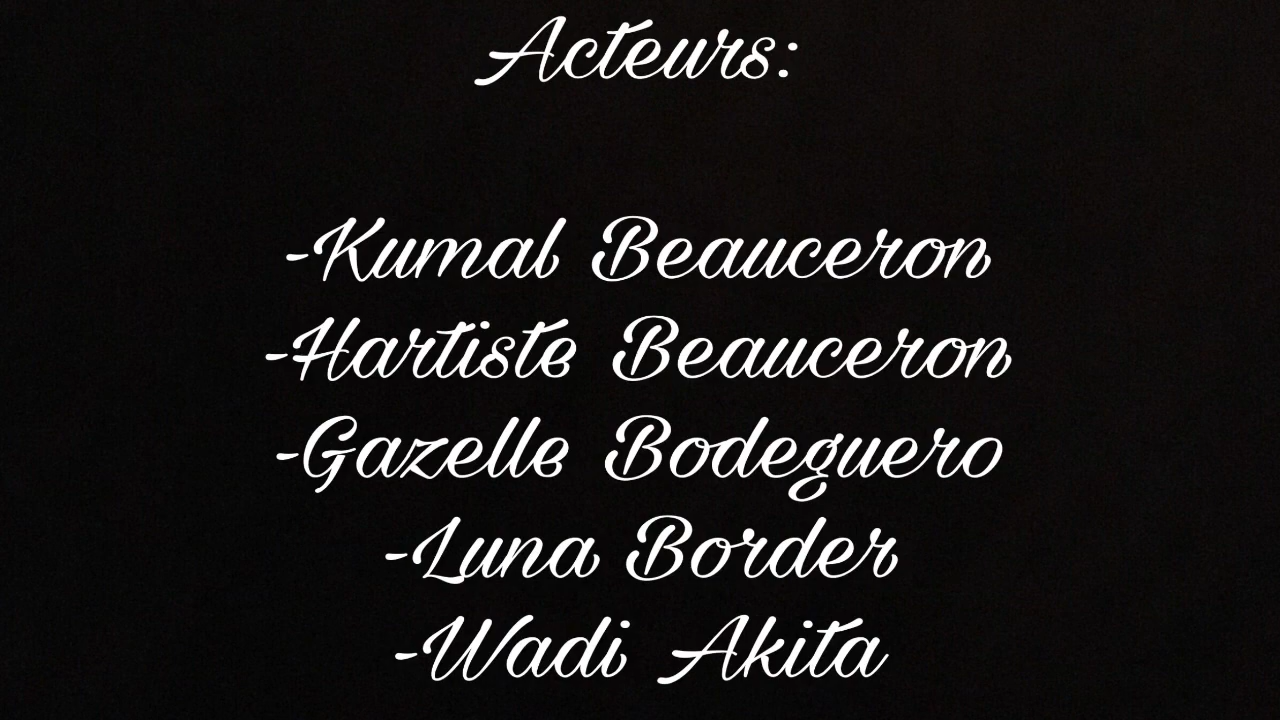 Acteurs:
-Kumal Beauceron
-Hartiste Beauceron
-Gazelle Bodeguero
-Luna Border
-Wadi Akita